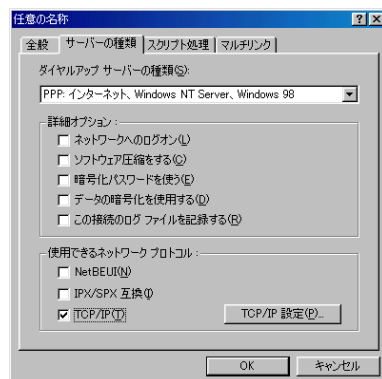 任意の名称
全般 サーバーの種類 スクリプト処理 マルチリンク
ダイヤルアップ サーバーの種類(S):
PPP: インターネット、Windows NT Server、Windows 98
詳細オプション:
ネットワークへのログオン(L)
ソフトウェア圧縮をする(C)
暗号化パスワードを使う(E)
データの暗号化を使用する(D)
この接続のログ ファイルを記録する(R)
使用できるネットワーク プロトコル:
NetBEUI(N)
IPX/SPX 互換(I)
TCP/IP(T)
TCP/IP 設定(P)...
OK キャンセル